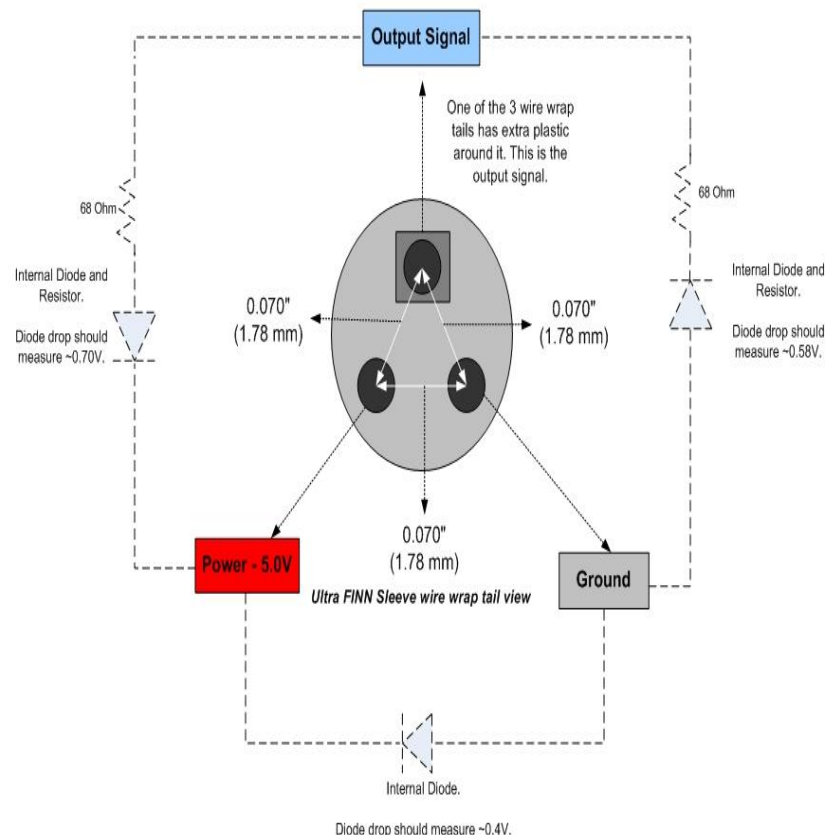 Output Signal
One of the 3 wire wrap
tails has extra plastic
around it. This is the
output signal.
68 Ohm
68 Ohm
Internal Diode and
Resistor.
Diode drop should
measure ~0.70V.
0.070"
(1.78 mm)
0.070"
(1.78 mm)
Internal Diode and
Resistor.
Diode drop should
measure ~0.58V.
0.070"
(1.78 mm)
Power - 5.0V
Ground
Ultra FINN Sleeve wire wrap tail view
Internal Diode.
Diode drop should measure ~0.4V.